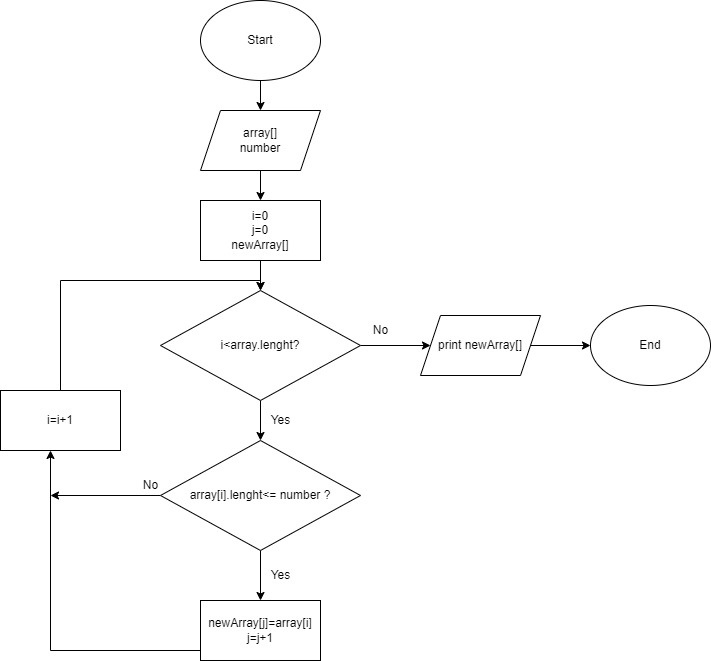 Start
array[]
number
i=0
j=0
newArray[]
i<array.lenght?
No
print newArray[]
End
Yes
i=i+1
array[i].lenght<= number ?
No
Yes
newArray[j]=array[i]
j=j+1